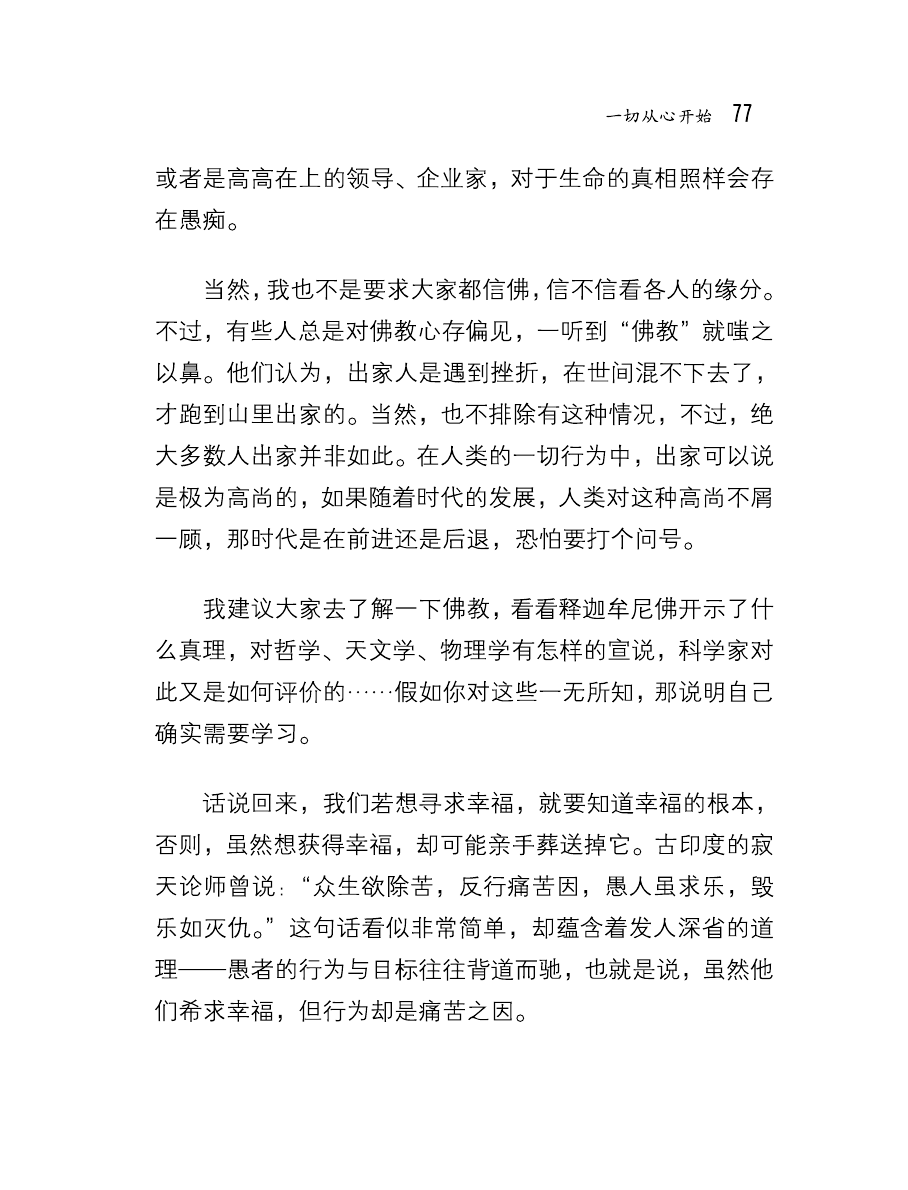 一切从心开始 77
或者是高高在上的领导、企业家，对于生命的真相照样会存
在愚痴。
当然，我也不是要求大家都信佛，信不信看各人的缘分。
不过，有些人总是对佛教心存偏见，一听到“佛教”就嗤之
以鼻。他们认为，出家人是遇到挫折，在世间混不下去了，
才跑到山里出家的。当然，也不排除有这种情况，不过，绝
大多数人出家并非如此。在人类的一切行为中，出家可以说
是极为高尚的，如果随着时代的发展，人类对这种高尚不屑
一顾，那时代是在前进还是后退，恐怕要打个问号。
我建议大家去了解一下佛教，看看释迦牟尼佛开示了什
么真理，对哲学、天文学、物理学有怎样的宣说，科学家对
此又是如何评价的……假如你对这些一无所知，那说明自己
确实需要学习。
话说回来，我们若想寻求幸福，就要知道幸福的根本，
否则，虽然想获得幸福，却可能亲手葬送掉它。古印度的寂
天论师曾说：“众生欲除苦，反行痛苦因，愚人虽求乐，毁
乐如灭仇。”这句话看似非常简单，却蕴含着发人深省的道
理——愚者的行为与目标往往背道而驰，也就是说，虽然他
们希求幸福，但行为却是痛苦之因。